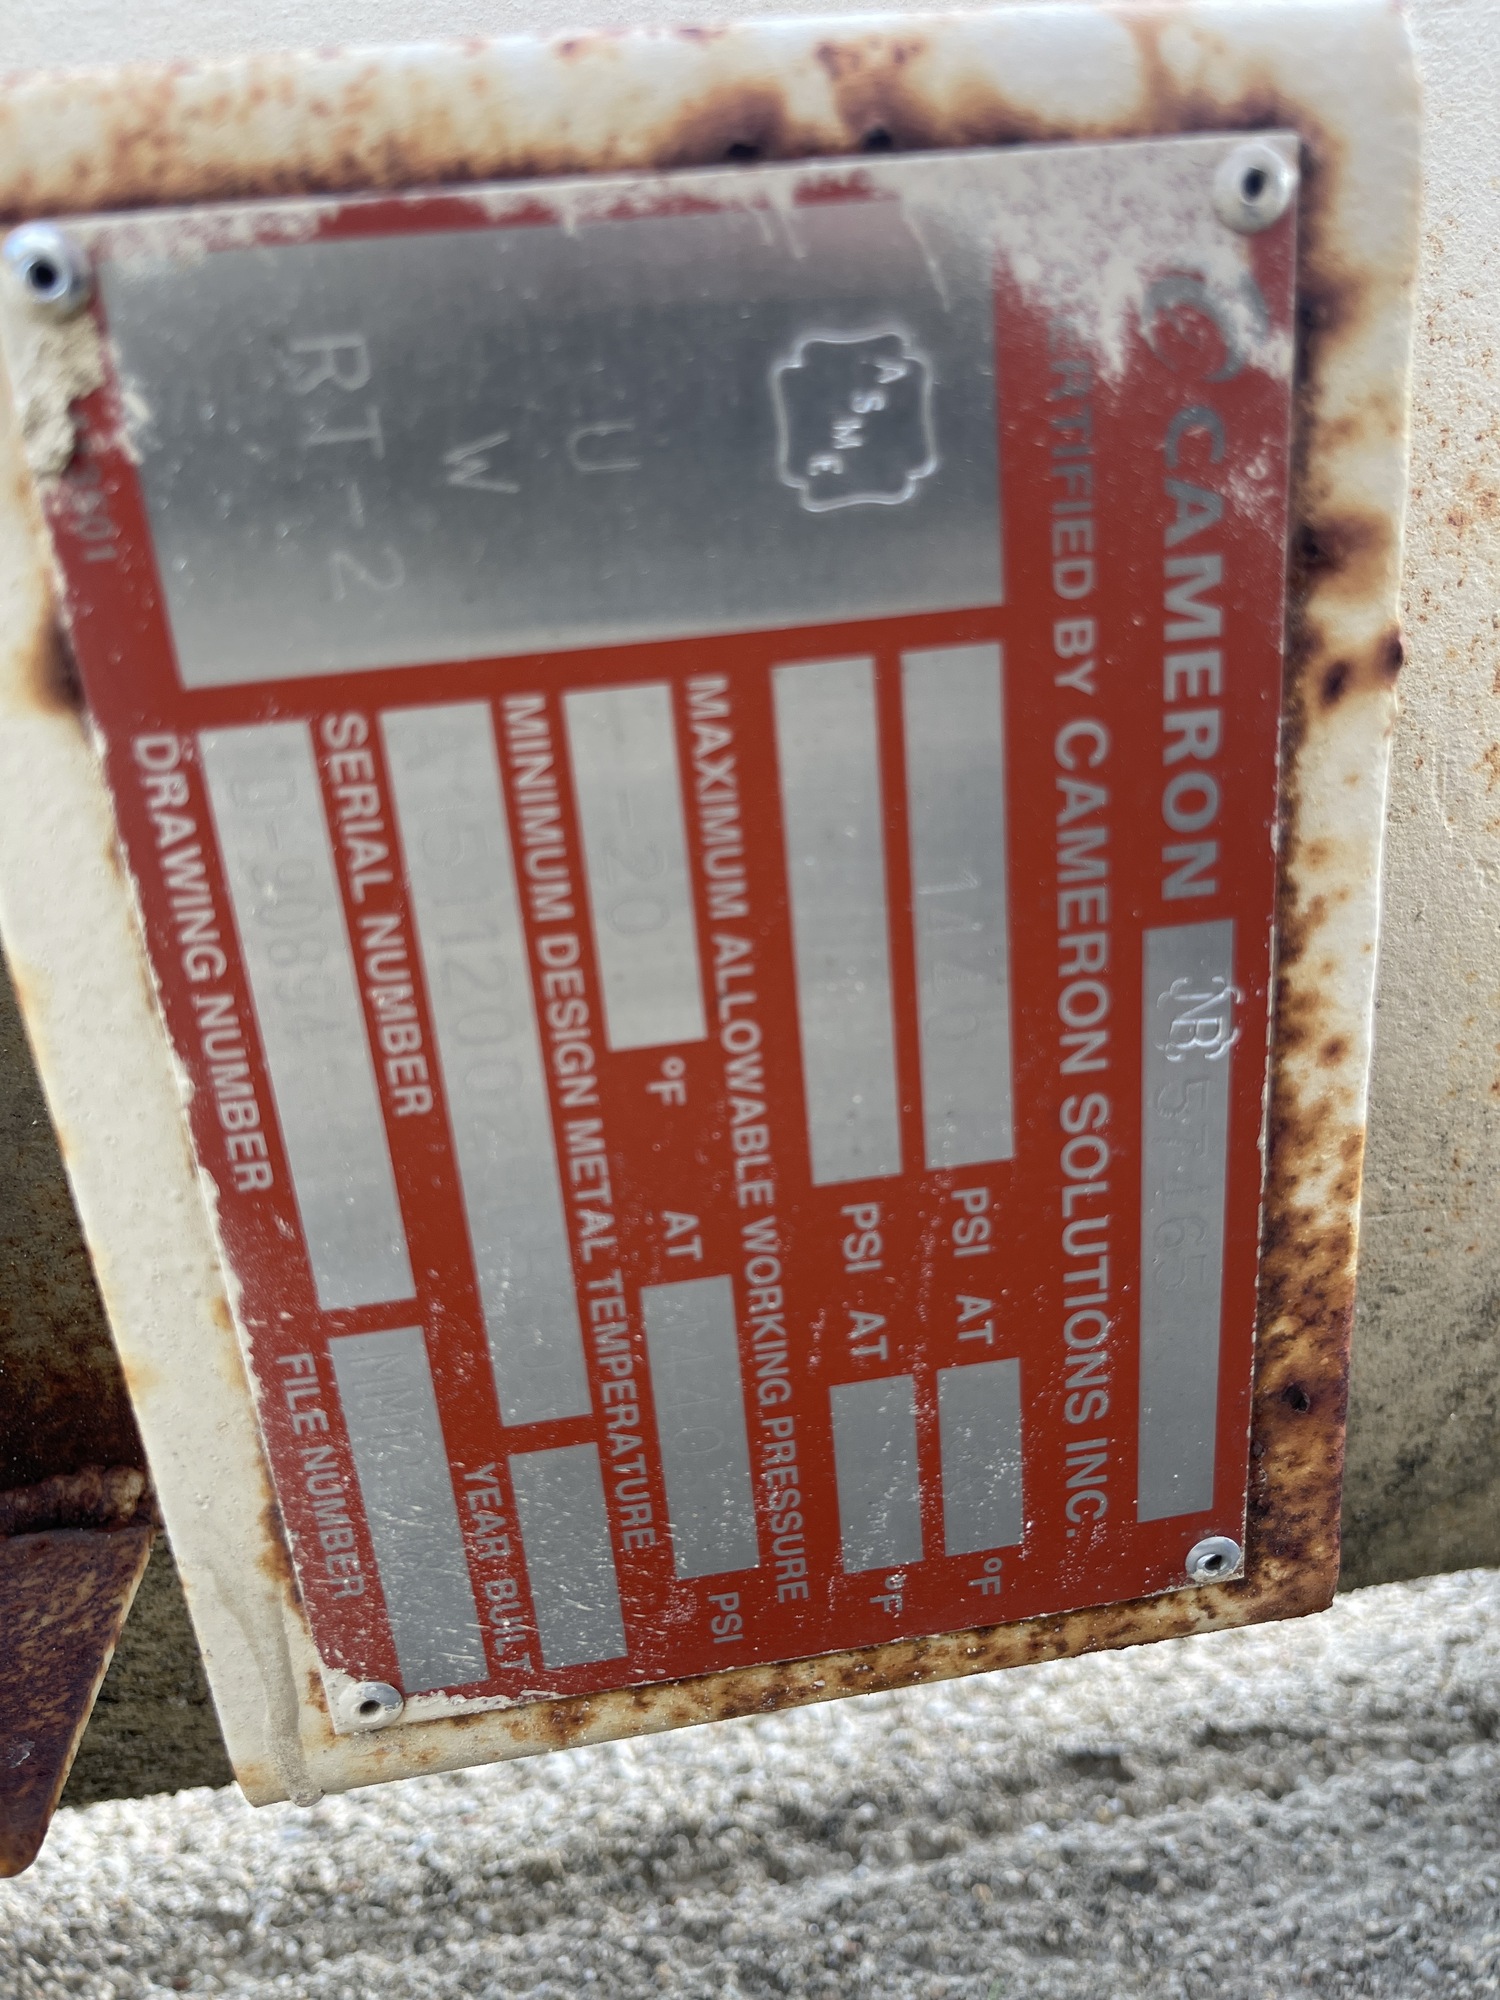 CAMERON
NB 57465
CERTIFIED BY CAMERON SOLUTIONS INC.
ASME
U
W
RT-2
1440 PSI AT °F
PSI AT °F
MAXIMUM ALLOWABLE WORKING PRESSURE
-20 °F AT 1440 PSI
MINIMUM DESIGN METAL TEMPERATURE
SERIAL NUMBER
YEAR BUILT
DRAWING NUMBER
FILE NUMBER